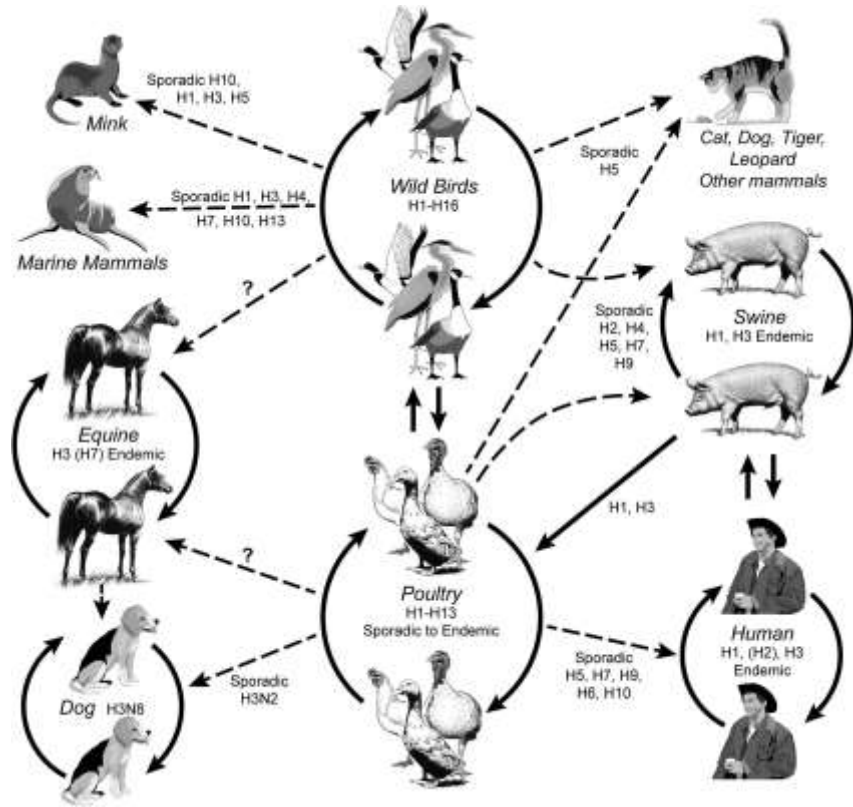 Sporadic H10,
H1, H3, H5
Mink
Sporadic H1, H3, H4,
H7, H10, H13
Marine Mammals
Wild Birds
H1-H16
Sporadic
H5
Cat, Dog, Tiger,
Leopard
Other mammals
?
Sporadic
H2, H4,
H5, H7,
H9
Swine
H1, H3 Endemic
Equine
H3 (H7) Endemic
H1, H3
?
Poultry
H1-H13
Sporadic to Endemic
Human
H1, (H2), H3
Endemic
Sporadic
H3N2
Sporadic
H5, H7, H9,
H6, H10
Dog H3N8